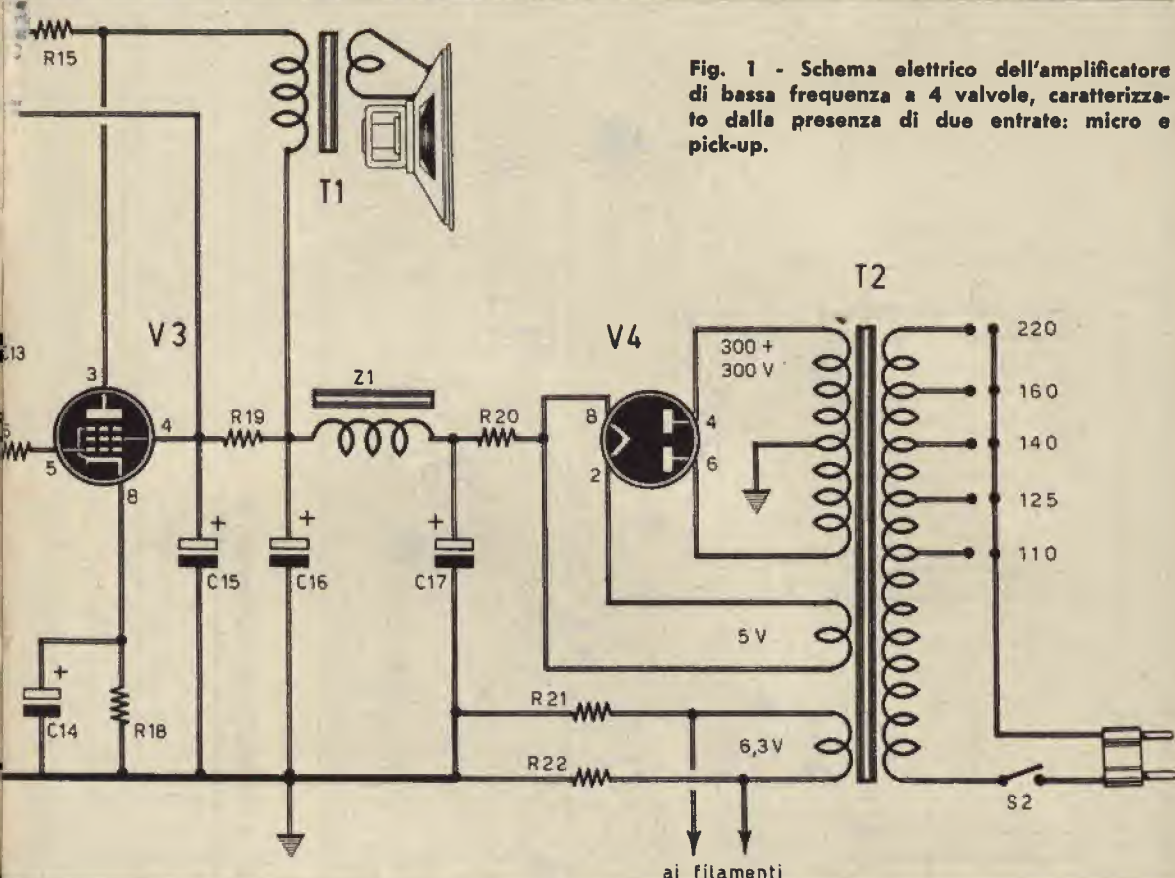 R15
Fig. 1 - Schema elettrico dell'amplificatore
di bassa frequenza a 4 valvole, caratterizza-
to dalla presenza di due entrate: micro e
pick-up.
T1
T2
V3
V4
300 +
300 V
220
160
140
125
110
3
4
5
8
Z1
R19
R20
8
2
4
6
C15
C16
C17
5 V
C14
R18
R21
R22
6,3 V
S2
ai filamenti